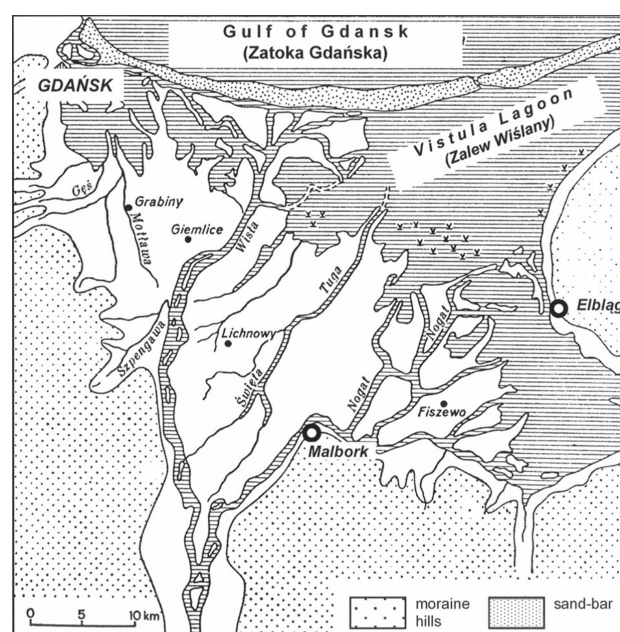 Gulf of Gdansk
(Zatoka Gdańska)
GDAŃSK
Vistula Lagoon
(Zalew Wiślany)
Gęś
Grabiny
Motława
Giemlice
Wisła
Tuga
Nogat
Elbląg
Szpengawa
Lichnowy
Święta
Nogat
Fiszewo
Malbork
0 5 10 km
moraine
hills
sand-bar